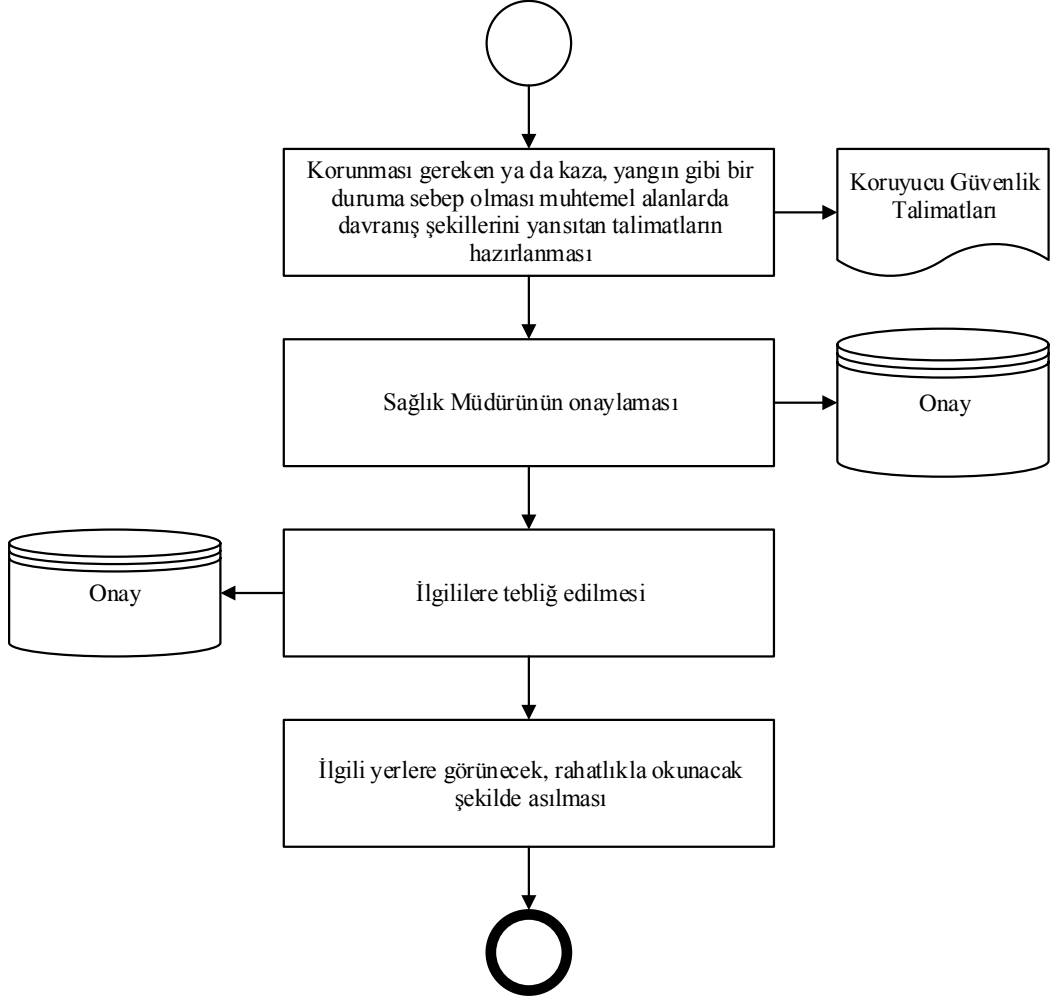 Korunması gereken ya da kaza, yangın gibi bir
duruma sebep olması muhtemel alanlarda
davranış şekillerini yansıtan talimatların
hazırlanması
Koruyucu Güvenlik
Talimatları
Sağlık Müdürünün onaylaması
Onay
Onay
İlgililere tebliğ edilmesi
İlgili yerlere görünecek, rahatlıkla okunacak
şekilde asılması